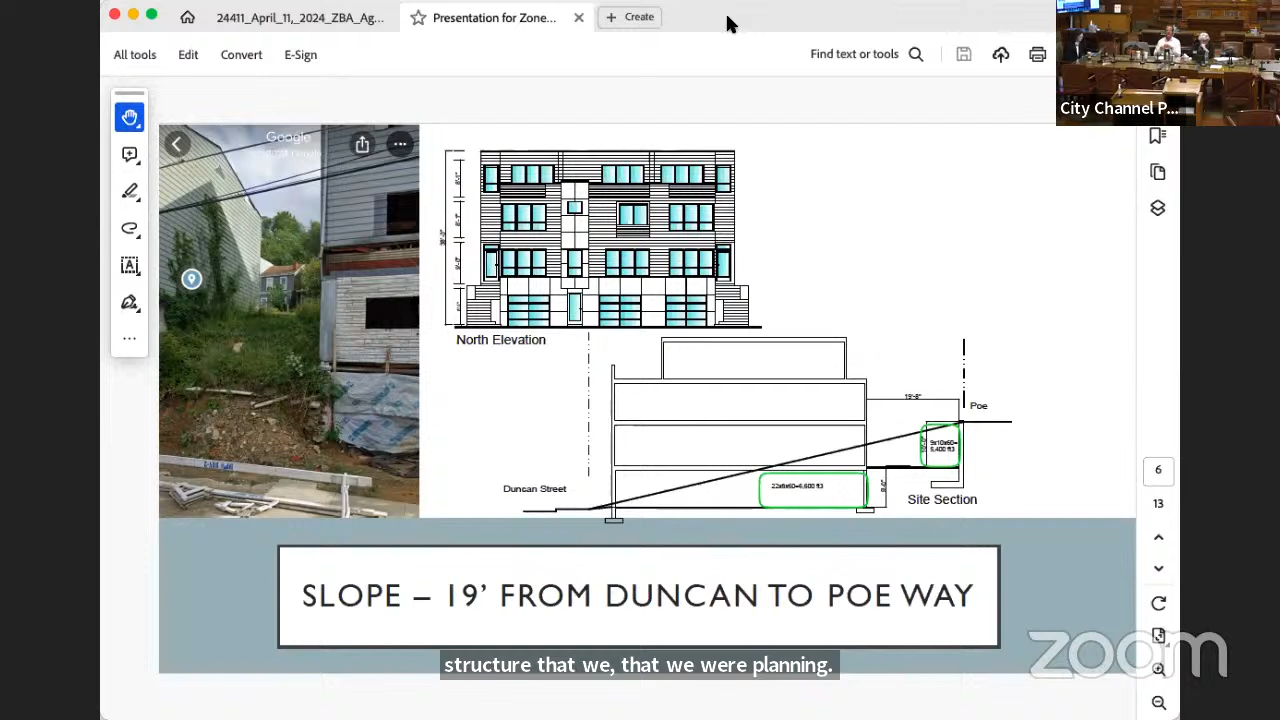 24411_April_11,_2024_ZBA_Ag...
Presentation for Zone...
Create
All tools
Edit
Convert
E-Sign
Find text or tools
City Channel P...
Google
North Elevation
19'-8"
Poe
Duncan Street
Site Section
6
13
SLOPE – 19' FROM DUNCAN TO POE WAY
structure that we, that we were planning.
zoom